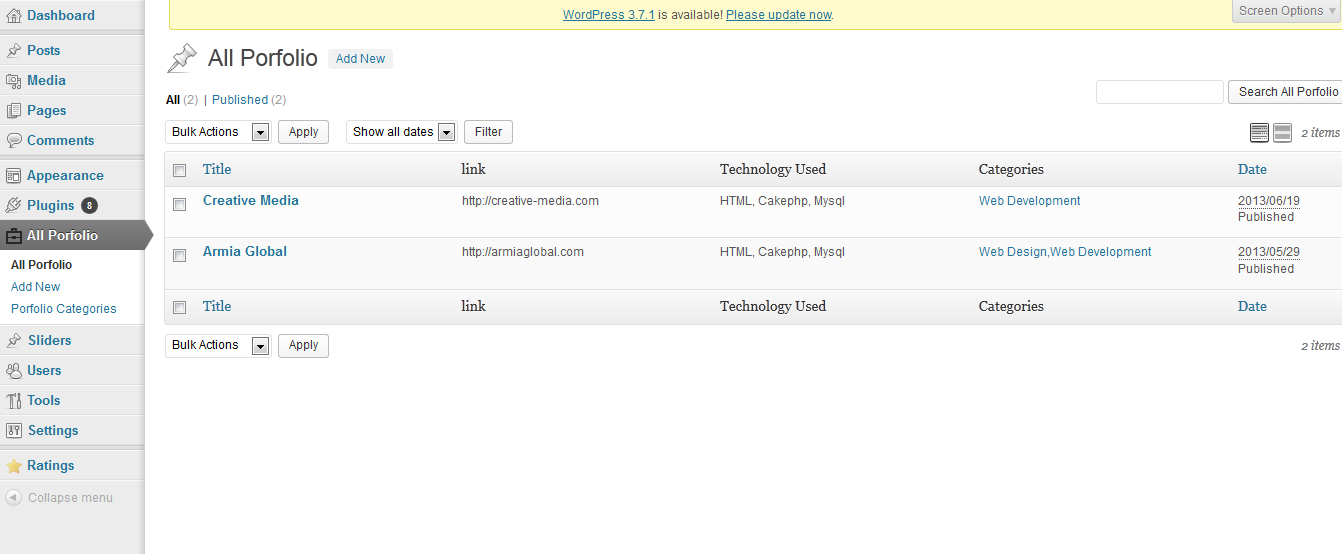 Dashboard
Posts
Media
Pages
Comments
Appearance
Plugins 8
All Porfolio
All Porfolio
Add New
Porfolio Categories
Sliders
Users
Tools
Settings
Ratings
Collapse menu
WordPress 3.7.1 is available! Please update now.
Screen Options
All Porfolio Add New
All (2) | Published (2)
Search All Porfolio
Bulk Actions Apply Show all dates Filter 2 items
Title link Technology Used Categories Date
Creative Media http://creative-media.com HTML, Cakephp, Mysql Web Development 2013/06/19
Published
Armia Global http://armiaglobal.com HTML, Cakephp, Mysql Web Design,Web Development 2013/05/29
Published
Title link Technology Used Categories Date
Bulk Actions Apply 2 items